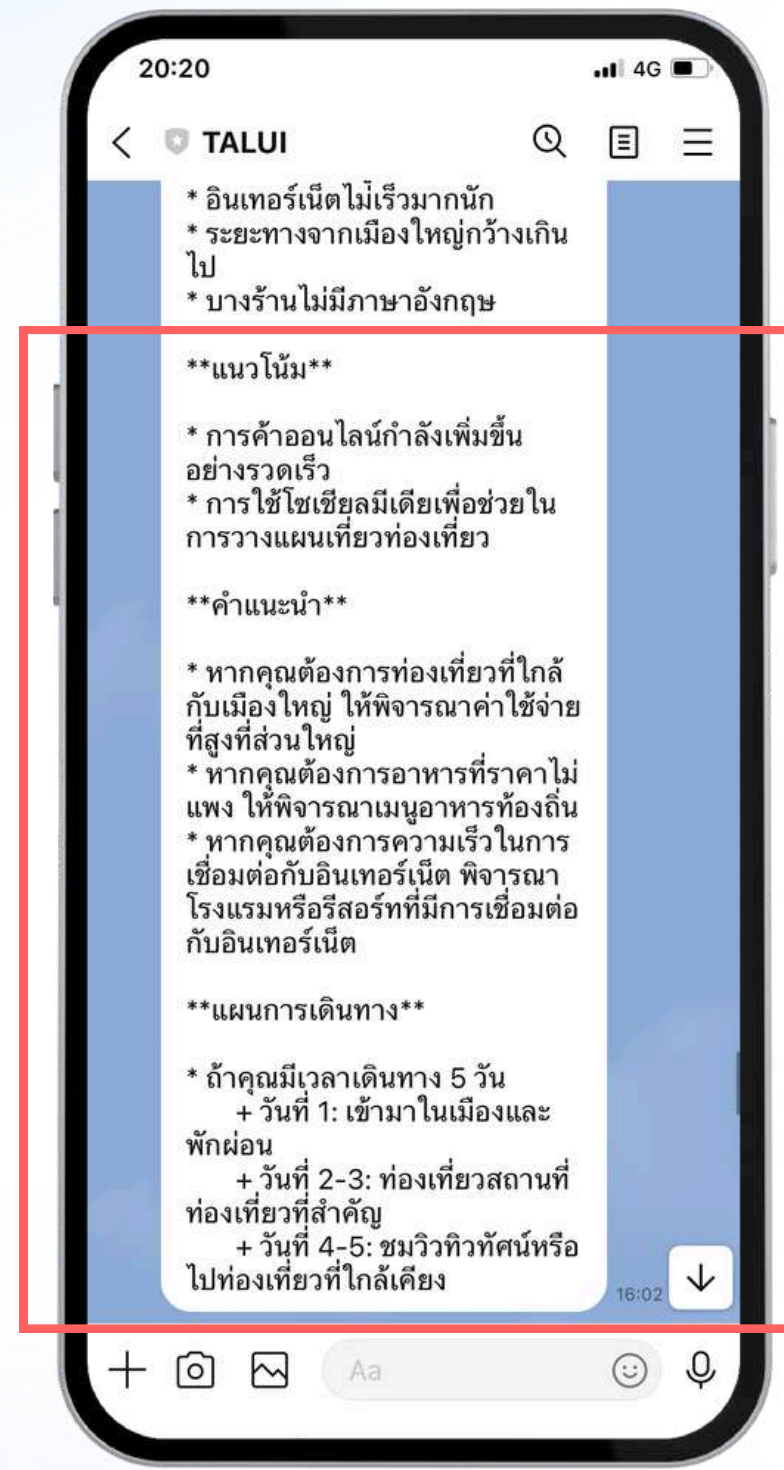 20:20
4G
TALUI
* อินเทอร์เน็ตไม่เร็วมากนัก
* ระยะทางจากเมืองใหญ่กว้างเกิน
ไป
* บางร้านไม่มีภาษาอังกฤษ
**แนวโน้ม**
* การค้าออนไลน์กำลังเพิ่มขึ้น
อย่างรวดเร็ว
* การใช้โซเชียลมีเดียเพื่อช่วยใน
การวางแผนเที่ยวท่องเที่ยว
**คำแนะนำ**
* หากคุณต้องการท่องเที่ยวที่ใกล้
กับเมืองใหญ่ ให้พิจารณาค่าใช้จ่าย
ที่สูงที่ส่วนใหญ่
* หากคุณต้องการอาหารที่ราคาไม่
แพง ให้พิจารณาเมนูอาหารท้องถิ่น
* หากคุณต้องการความเร็วในการ
เชื่อมต่อกับอินเทอร์เน็ต พิจารณา
โรงแรมหรือรีสอร์ทที่มีการเชื่อมต่อ
กับอินเทอร์เน็ต
**แผนการเดินทาง**
* ถ้าคุณมีเวลาเดินทาง 5 วัน
+ วันที่ 1: เข้ามาในเมืองและ
พักผ่อน
+ วันที่ 2-3: ท่องเที่ยวสถานที่
ท่องเที่ยวที่สำคัญ
+ วันที่ 4-5: ชมวิวทิวทัศน์หรือ
ไปท่องเที่ยวที่ใกล้เคียง
16:02
Aa